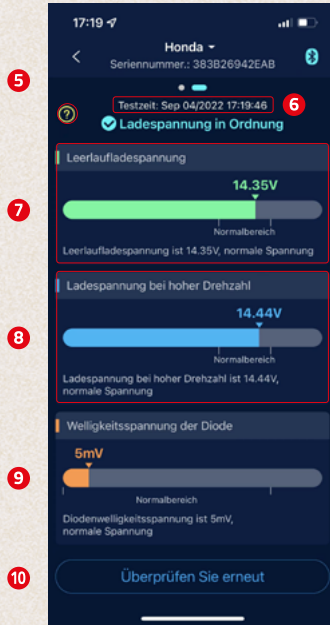 17:19
Honda
Seriennummer.: 383B26942EAB
5
?
Testzeit: Sep 04/2022 17:19:46
6
Ladespannung in Ordnung
Leerlaufladespannung
14.35V
7
Normalbereich
Leerlaufladespannung ist 14.35V, normale Spannung
Ladespannung bei hoher Drehzahl
14.44V
8
Normalbereich
Ladespannung bei hoher Drehzahl ist 14.44V,
normale Spannung
Welligkeitsspannung der Diode
5mV
9
Normalbereich
Diodenwelligkeitsspannung ist 5mV,
normale Spannung
10
Überprüfen Sie erneut